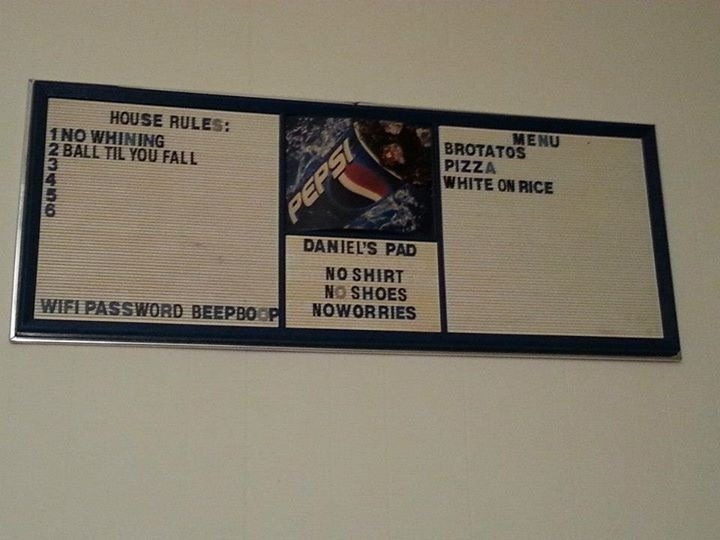 HOUSE RULES:
1 NO WHINING
2 BALL TIL YOU FALL
3
4
5
6
WIFI PASSWORD BEEPBOOP
PEPSI
DANIEL'S PAD
NO SHIRT
NO SHOES
NOWORRIES
MENU
BROTATOS
PIZZA
WHITE ON RICE